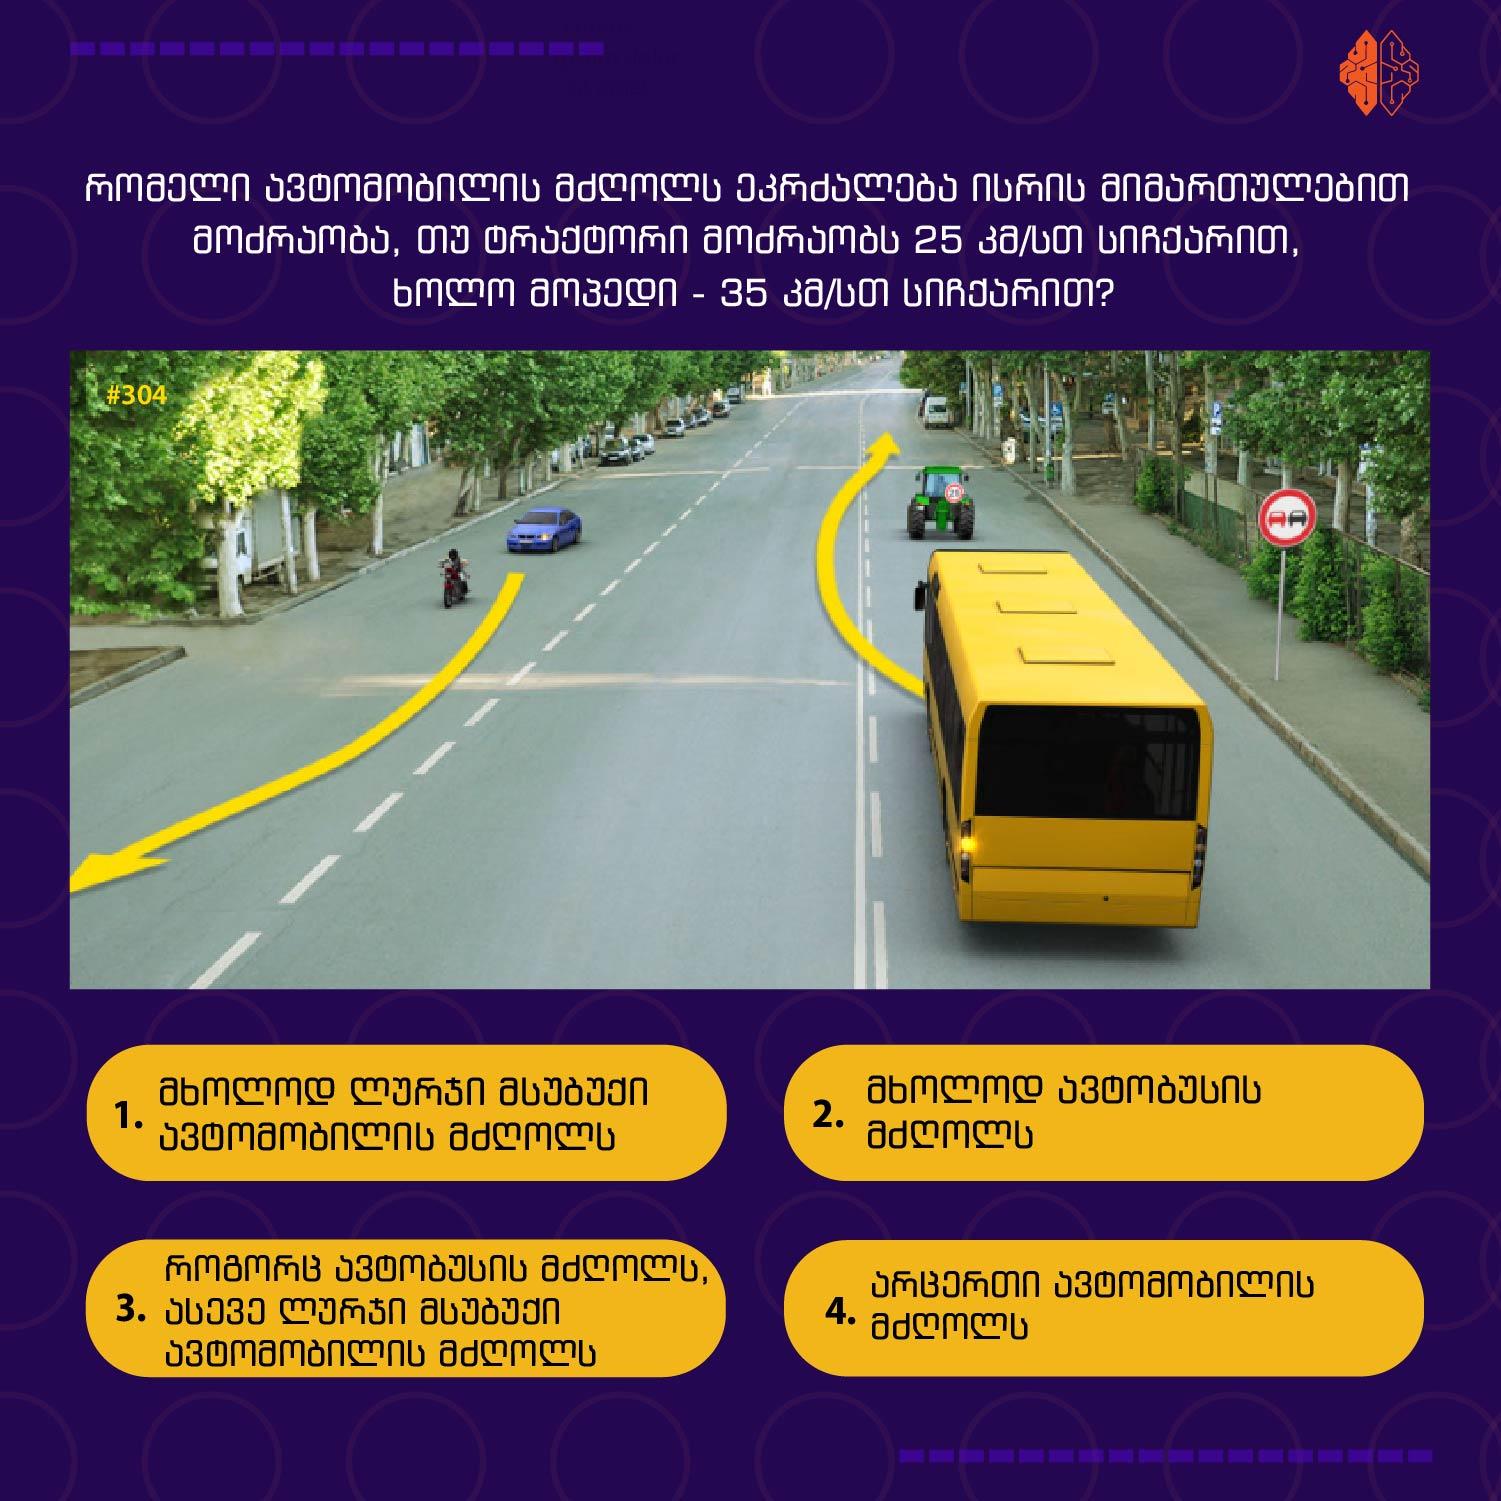 რომელი ავტომობილის მძღოლს ეკრძალება ისრის მიმართულებით
მოძრაობა, თუ ტრაქტორი მოძრაობს 25 კმ/სთ სიჩქარით,
ხოლო მოპედი - 35 კმ/სთ სიჩქარით?
#304
1. მხოლოდ ლურჯი მსუბუქი
ავტომობილის მძღოლს
2. მხოლოდ ავტობუსის
მძღოლს
3. როგორც ავტობუსის მძღოლს,
ასევე ლურჯი მსუბუქი
ავტომობილის მძღოლს
4. არცერთი ავტომობილის
მძღოლს